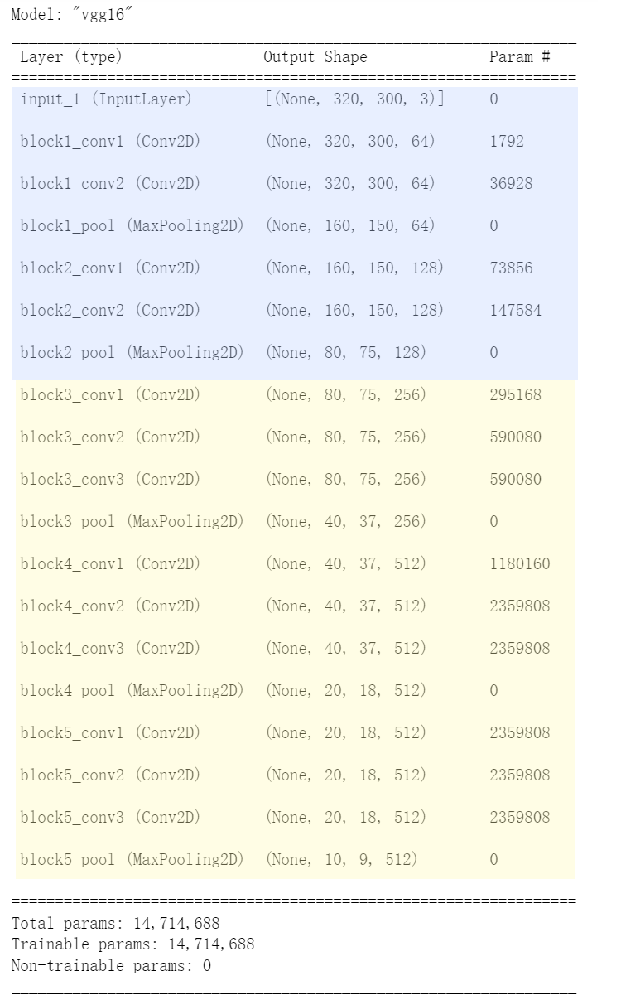 Model: "vgg16"
Layer (type) Output Shape Param #
input_1 (InputLayer) [(None, 320, 300, 3)] 0
block1_conv1 (Conv2D) (None, 320, 300, 64) 1792
block1_conv2 (Conv2D) (None, 320, 300, 64) 36928
block1_pool (MaxPooling2D) (None, 160, 150, 64) 0
block2_conv1 (Conv2D) (None, 160, 150, 128) 73856
block2_conv2 (Conv2D) (None, 160, 150, 128) 147584
block2_pool (MaxPooling2D) (None, 80, 75, 128) 0
block3_conv1 (Conv2D) (None, 80, 75, 256) 295168
block3_conv2 (Conv2D) (None, 80, 75, 256) 590080
block3_conv3 (Conv2D) (None, 80, 75, 256) 590080
block3_pool (MaxPooling2D) (None, 40, 37, 256) 0
block4_conv1 (Conv2D) (None, 40, 37, 512) 1180160
block4_conv2 (Conv2D) (None, 40, 37, 512) 2359808
block4_conv3 (Conv2D) (None, 40, 37, 512) 2359808
block4_pool (MaxPooling2D) (None, 20, 18, 512) 0
block5_conv1 (Conv2D) (None, 20, 18, 512) 2359808
block5_conv2 (Conv2D) (None, 20, 18, 512) 2359808
block5_conv3 (Conv2D) (None, 20, 18, 512) 2359808
block5_pool (MaxPooling2D) (None, 10, 9, 512) 0
Total params: 14,714,688
Trainable params: 14,714,688
Non-trainable params: 0